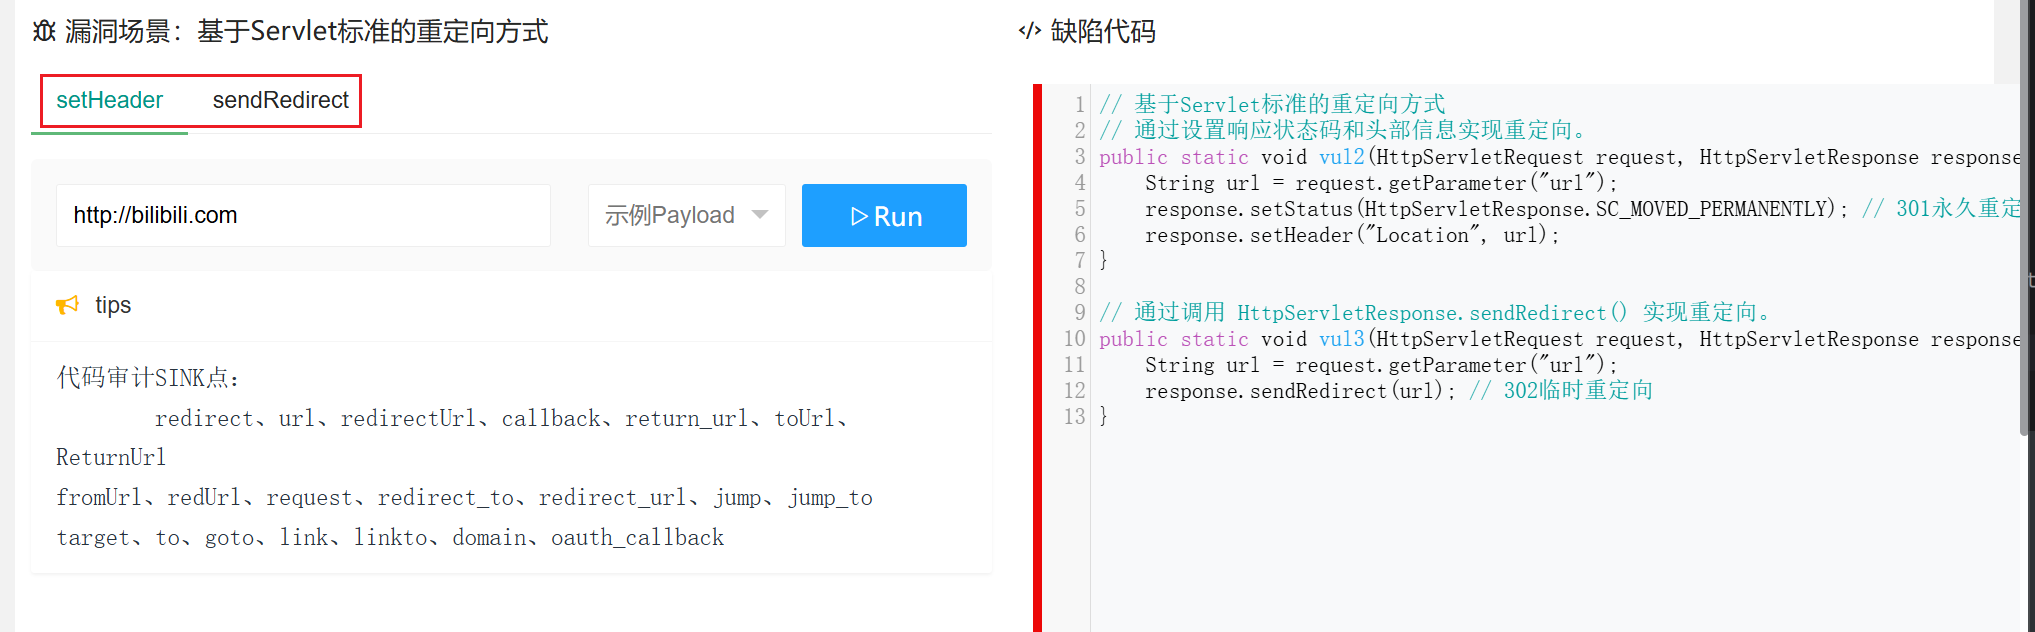 漏洞场景：基于Servlet标准的重定向方式
setHeader sendRedirect
http://bilibili.com 示例Payload Run
tips
代码审计SINK点：
redirect、url、redirectUrl、callback、return_url、toUrl、
ReturnUrl
fromUrl、redUrl、request、redirect_to、redirect_url、jump、jump_to
target、to、goto、link、linkto、domain、oauth_callback
</> 缺陷代码
1 // 基于Servlet标准的重定向方式
2 // 通过设置响应状态码和头部信息实现重定向。
3 public static void vul2(HttpServletRequest request, HttpServletResponse response
4 String url = request.getParameter("url");
5 response.setStatus(HttpServletResponse.SC_MOVED_PERMANENTLY); // 301永久重定
6 response.setHeader("Location", url);
7 }
8
9 // 通过调用 HttpServletResponse.sendRedirect() 实现重定向。
10 public static void vul3(HttpServletRequest request, HttpServletResponse response
11 String url = request.getParameter("url");
12 response.sendRedirect(url); // 302临时重定向
13 }